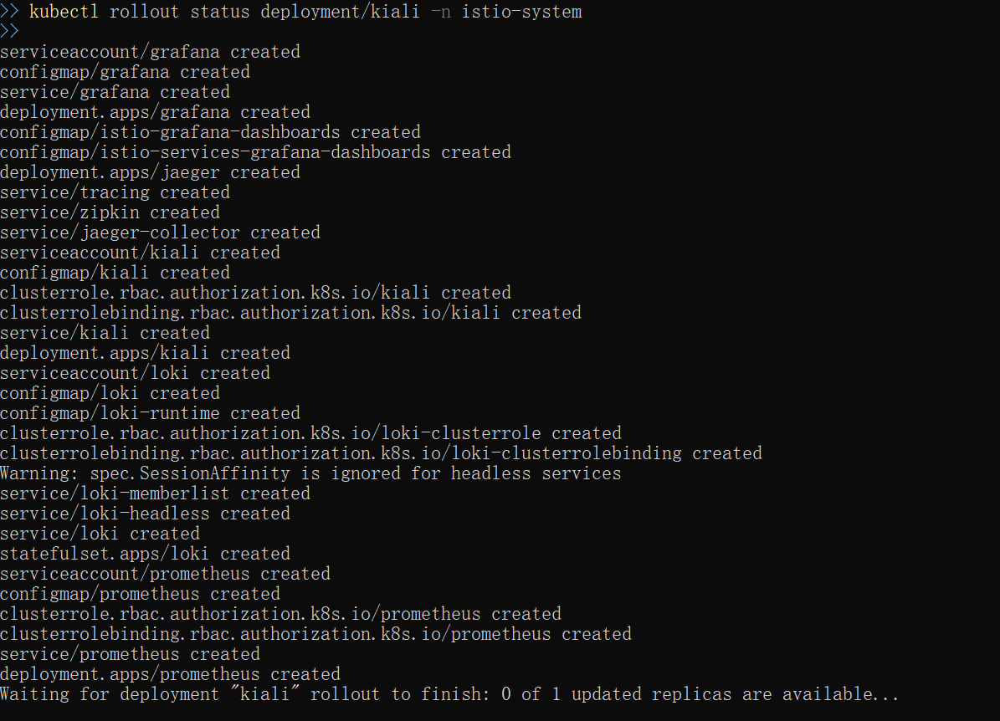 >> kubectl rollout status deployment/kiali -n istio-system
>>
serviceaccount/grafana created
configmap/grafana created
service/grafana created
deployment.apps/grafana created
configmap/istio-grafana-dashboards created
configmap/istio-services-grafana-dashboards created
deployment.apps/jaeger created
service/tracing created
service/zipkin created
service/jaeger-collector created
serviceaccount/kiali created
configmap/kiali created
clusterrole.rbac.authorization.k8s.io/kiali created
clusterrolebinding.rbac.authorization.k8s.io/kiali created
service/kiali created
deployment.apps/kiali created
serviceaccount/loki created
configmap/loki created
configmap/loki-runtime created
clusterrole.rbac.authorization.k8s.io/loki-clusterrole created
clusterrolebinding.rbac.authorization.k8s.io/loki-clusterrolebinding created
Warning: spec.SessionAffinity is ignored for headless services
service/loki-memberlist created
service/loki-headless created
service/loki created
statefulset.apps/loki created
serviceaccount/prometheus created
configmap/prometheus created
clusterrole.rbac.authorization.k8s.io/prometheus created
clusterrolebinding.rbac.authorization.k8s.io/prometheus created
service/prometheus created
deployment.apps/prometheus created
Waiting for deployment "kiali" rollout to finish: 0 of 1 updated replicas are available...